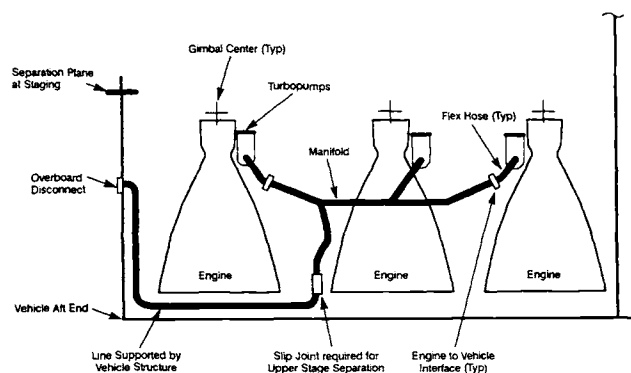 Gimbal Center (Typ)
Separation Plane
at Staging
Turbopumps
Flex Hose (Typ)
Manifold
Overboard
Disconnect
Engine
Engine
Engine
Vehicle Aft End
Line Supported by
Vehicle Structure
Slip Joint required for
Upper Stage Separation
Engine to Vehicle
Interface (Typ)